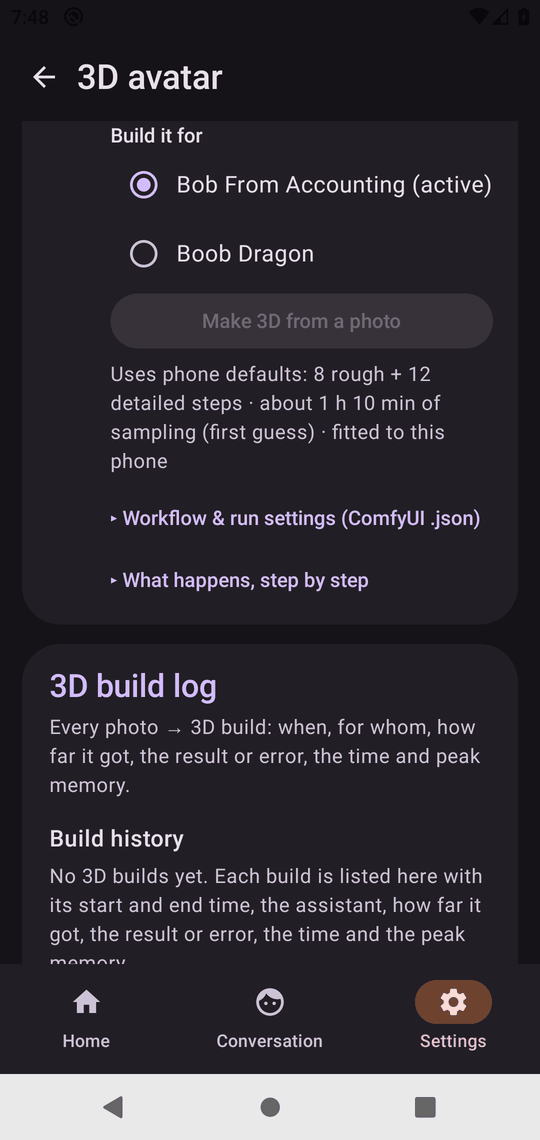 7:48
3D avatar
Build it for
Bob From Accounting (active)
Boob Dragon
Make 3D from a photo
Uses phone defaults: 8 rough + 12
detailed steps · about 1 h 10 min of
sampling (first guess) · fitted to this
phone
▸ Workflow & run settings (ComfyUI .json)
▸ What happens, step by step
3D build log
Every photo → 3D build: when, for whom, how
far it got, the result or error, the time and peak
memory.
Build history
No 3D builds yet. Each build is listed here with
its start and end time, the assistant, how far it
got, the result or error, the time and the peak
memory.
Home
Conversation
Settings